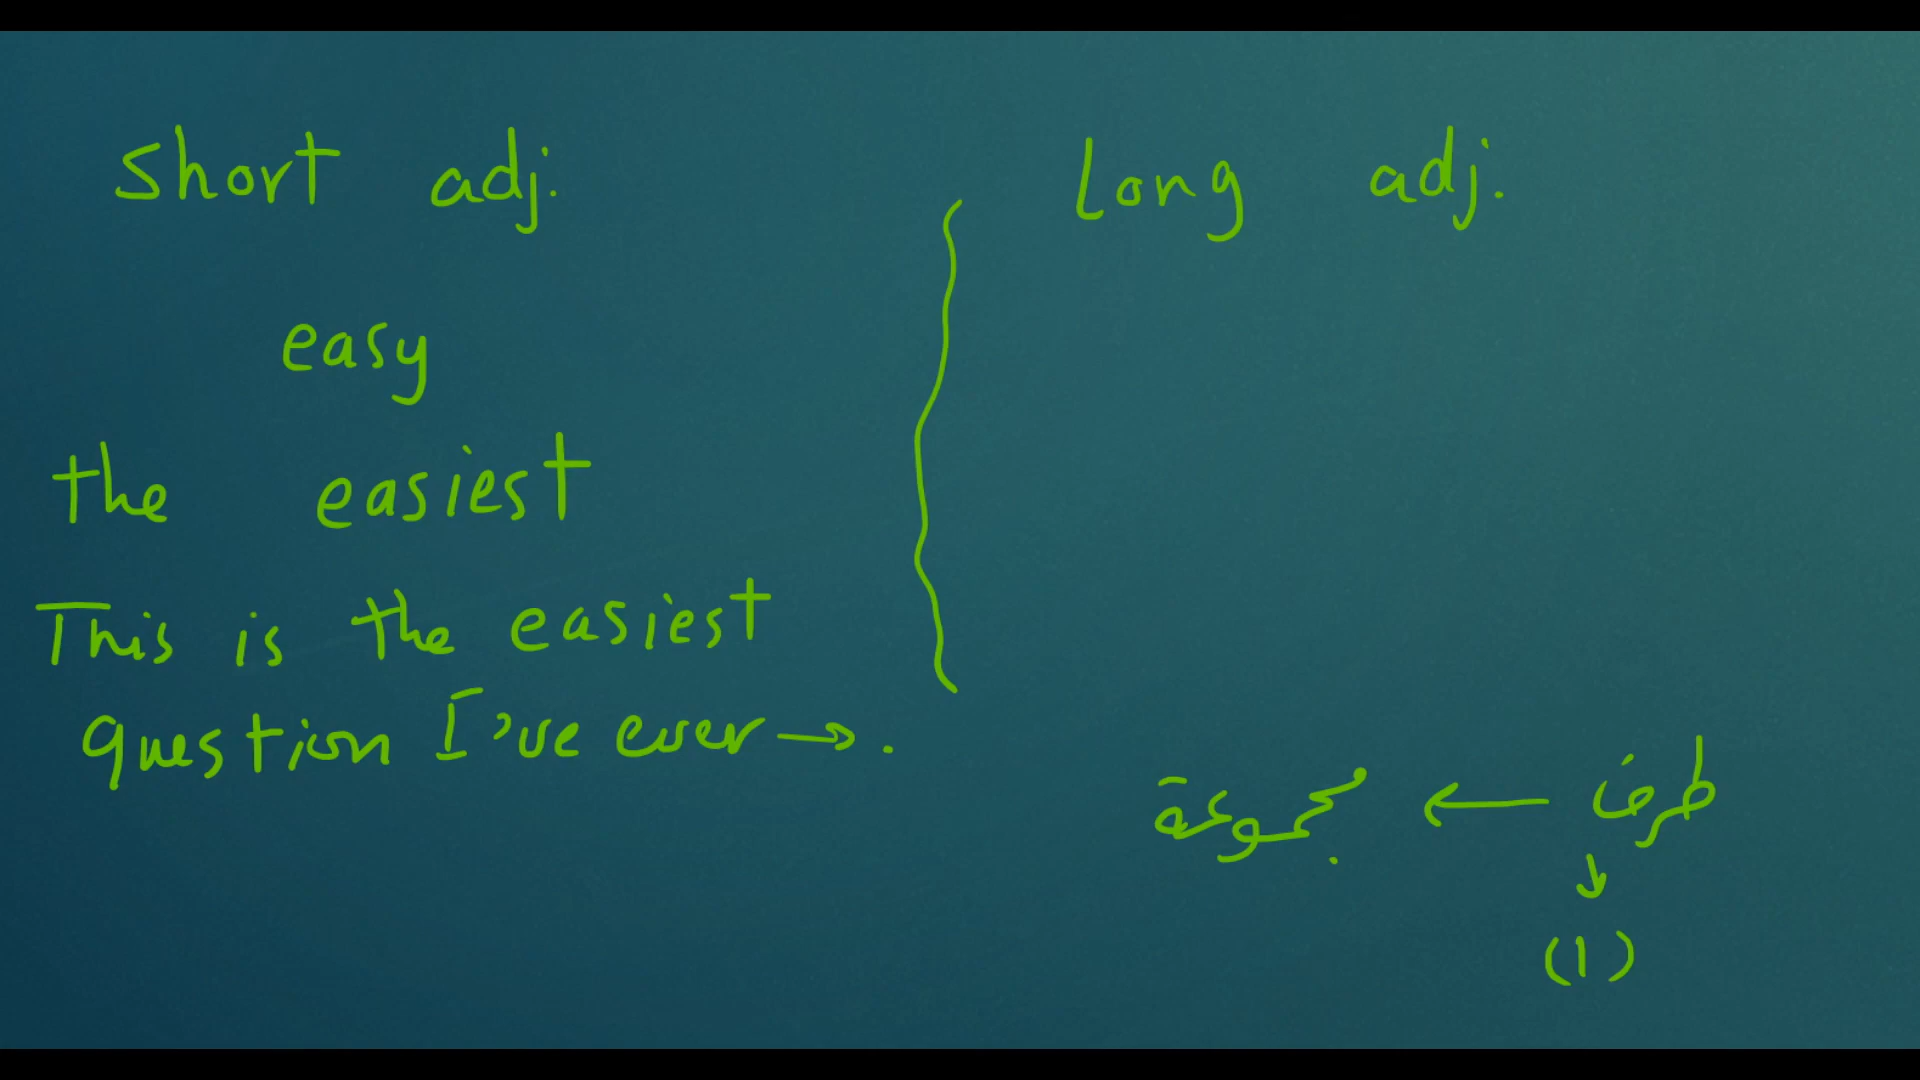 short adj.
easy
the easiest
This is the easiest
question I've ever → .
Long adj.
طرف ← مجموعة
↓
(1)